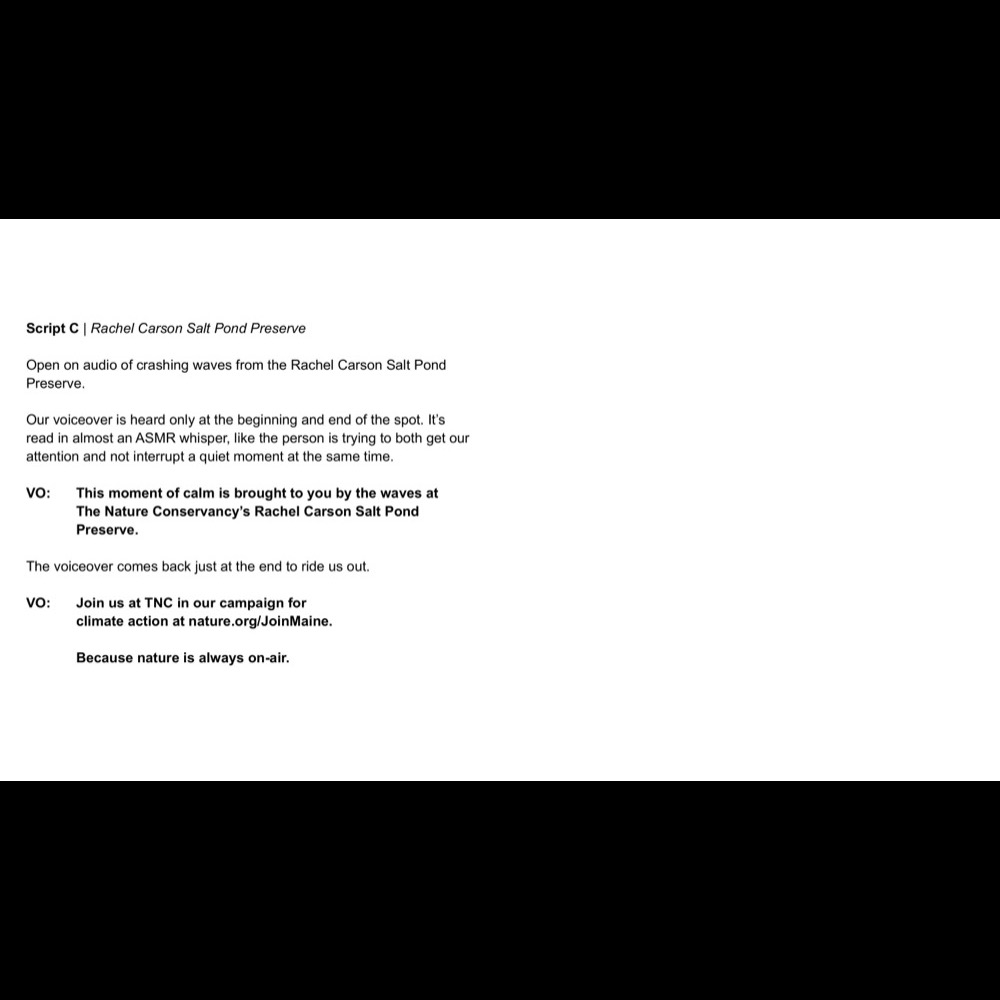 Script C | Rachel Carson Salt Pond Preserve
Open on audio of crashing waves from the Rachel Carson Salt Pond
Preserve.
Our voiceover is heard only at the beginning and end of the spot. It’s
read in almost an ASMR whisper, like the person is trying to both get our
attention and not interrupt a quiet moment at the same time.
VO: This moment of calm is brought to you by the waves at
The Nature Conservancy’s Rachel Carson Salt Pond
Preserve.
The voiceover comes back just at the end to ride us out.
VO: Join us at TNC in our campaign for
climate action at nature.org/JoinMaine.
Because nature is always on-air.